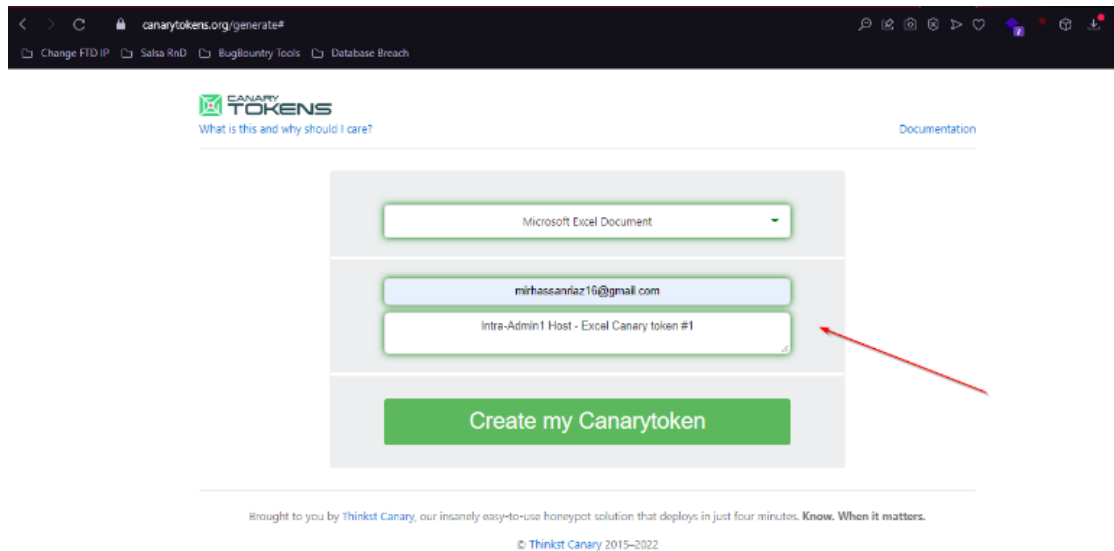 canarytokens.org/generate#
Change FTD IP Salsa RnD BugBountry Tools Database Breach
CANARY
TOKENS
What is this and why should I care? Documentation
Microsoft Excel Document
mirhassanriaz16@gmail.com
Intra-Admin1 Host - Excel Canary token #1
Create my Canarytoken
Brought to you by Thinkst Canary, our insanely easy-to-use honeypot solution that deploys in just four minutes. Know. When it matters.
© Thinkst Canary 2015–2022